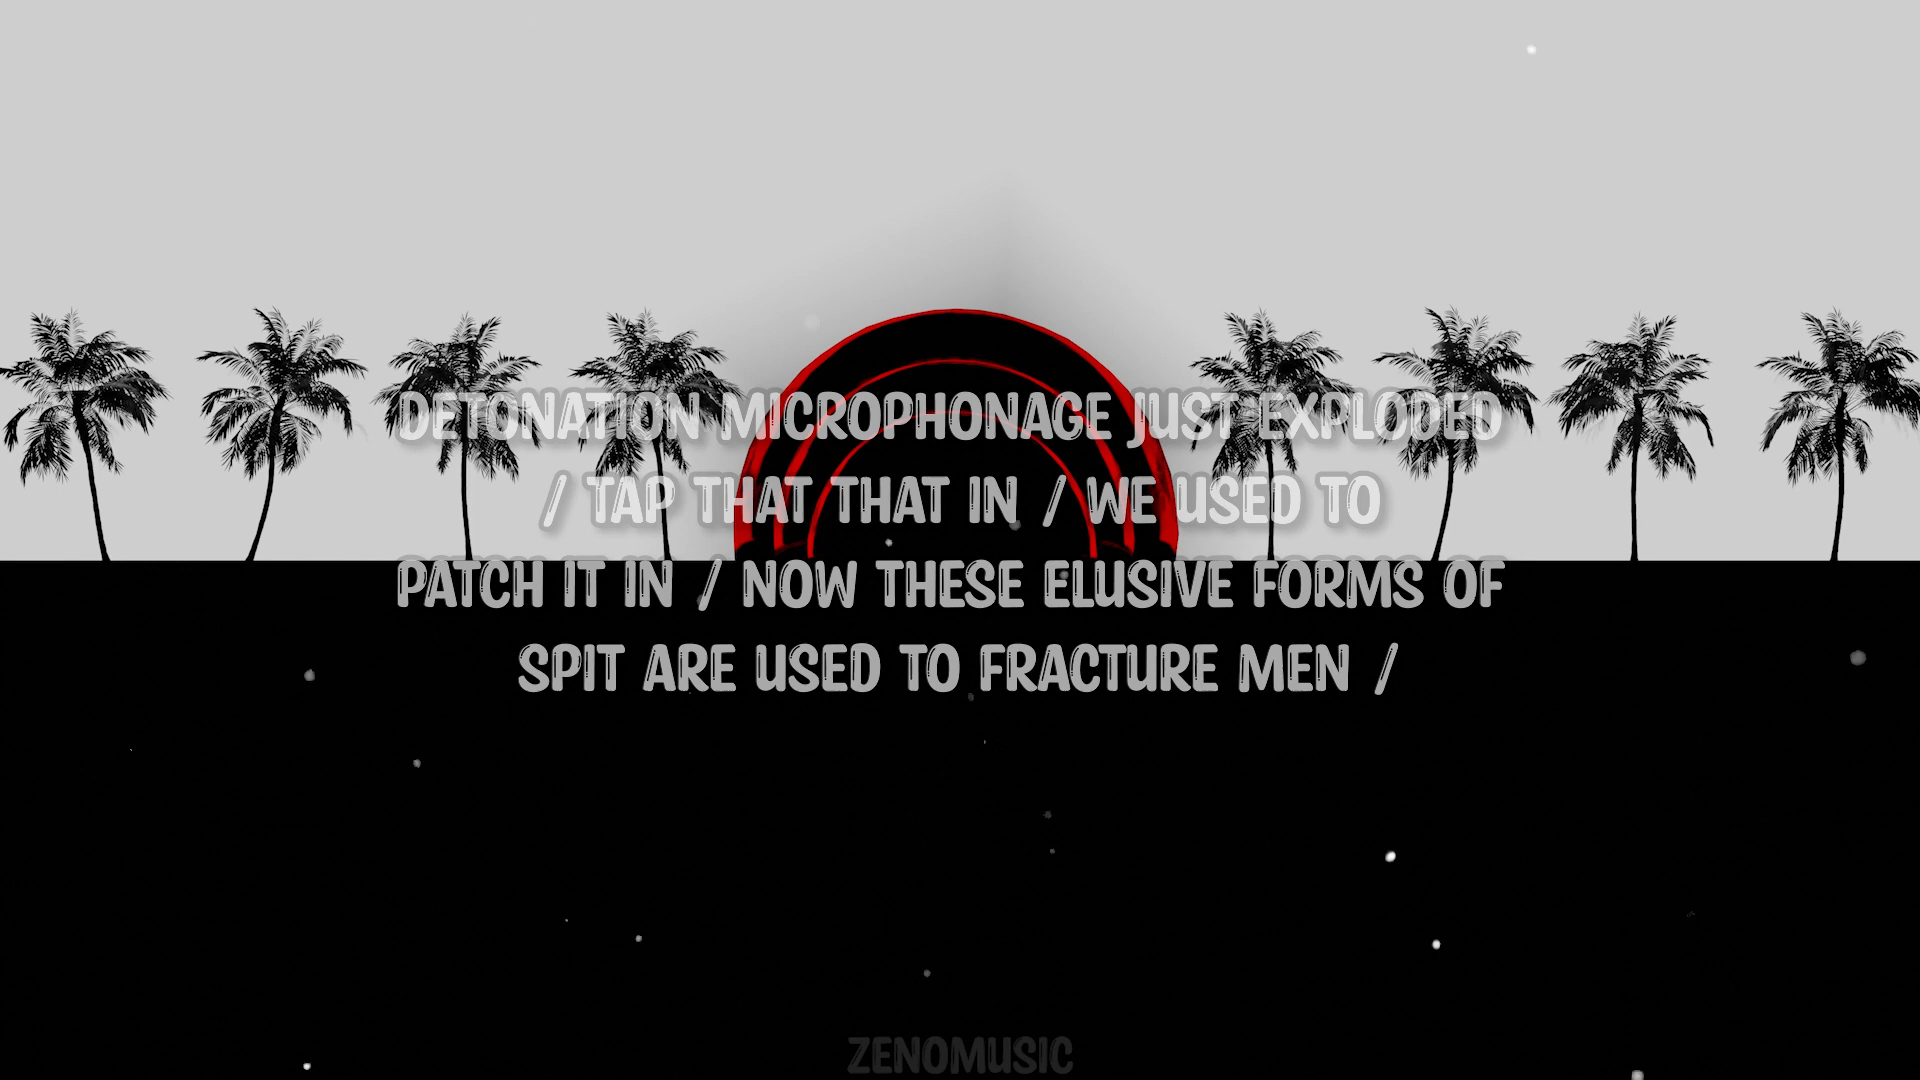 DETONATION MICROPHONAGE JUST EXPLODED
/ TAP THAT THAT IN / WE USED TO
PATCH IT IN / NOW THESE ELUSIVE FORMS OF
SPIT ARE USED TO FRACTURE MEN /
ZENOMUSIC